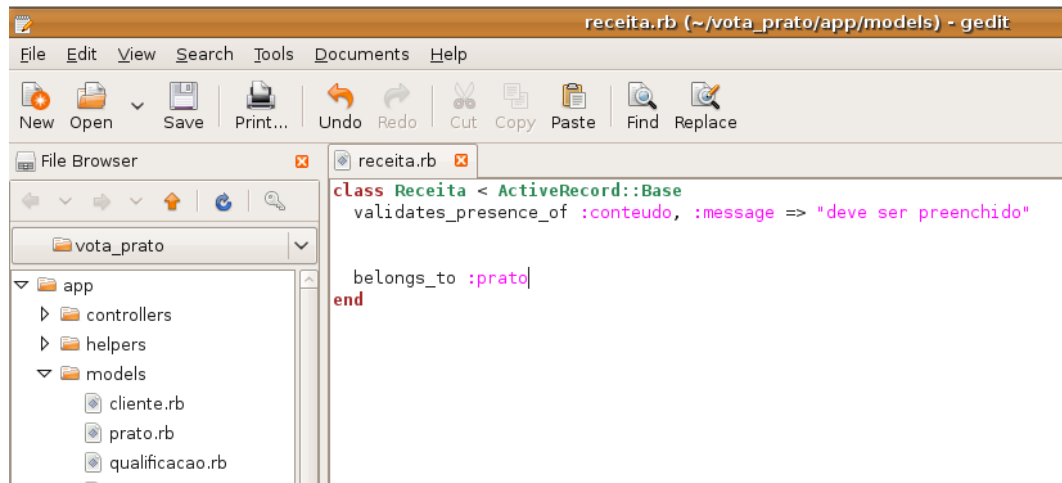 receita.rb (~/vota_prato/app/models) - gedit
File Edit View Search Tools Documents Help
New Open Save Print... Undo Redo Cut Copy Paste Find Replace
File Browser
receita.rb
vota_prato
app
controllers
helpers
models
cliente.rb
prato.rb
qualificacao.rb
class Receita < ActiveRecord::Base
validates_presence_of :conteudo, :message => "deve ser preenchido"
belongs_to :prato
end